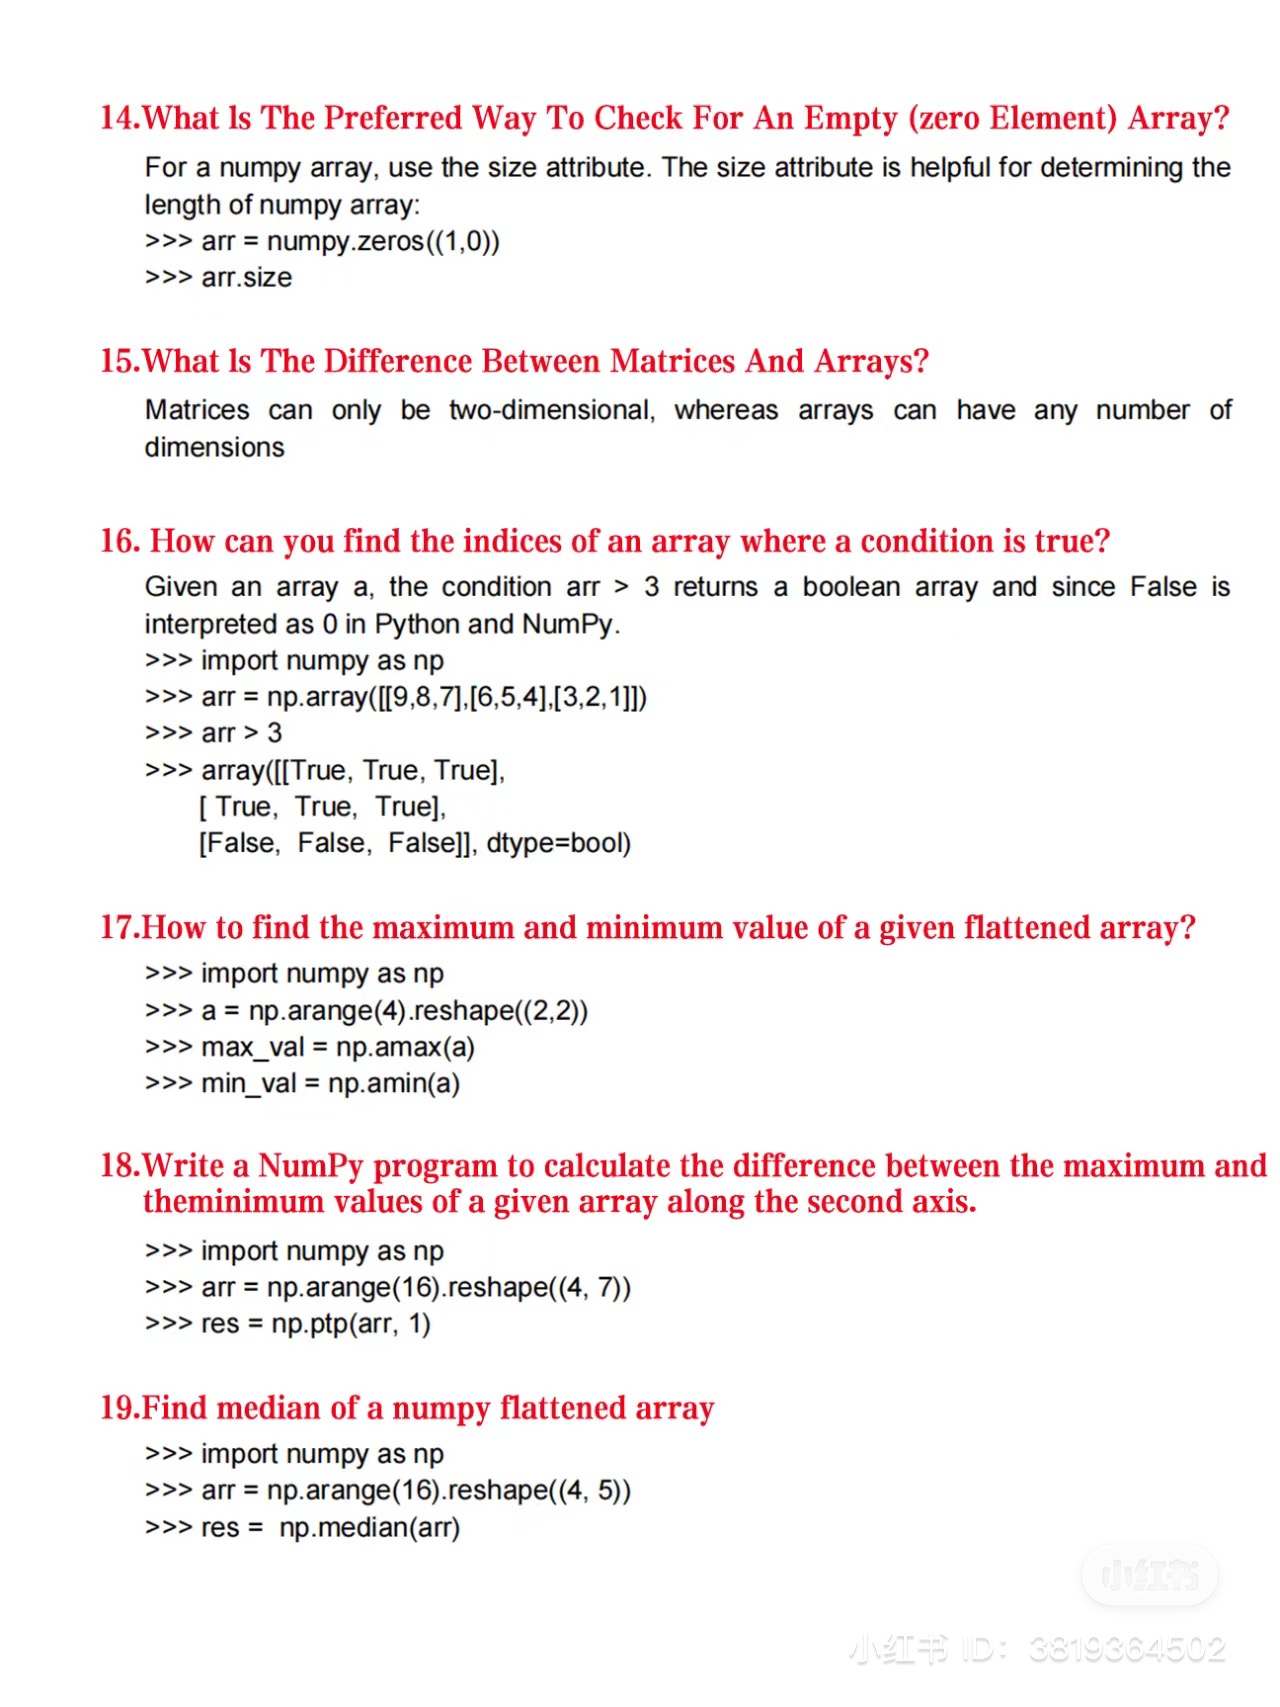 14.What ls The Preferred Way To Check For An Empty (zero Element) Array?
For a numpy array, use the size attribute. The size attribute is helpful for determining the
length of numpy array:
>>> arr = numpy.zeros((1,0))
>>> arr.size
15.What ls The Difference Between Matrices And Arrays?
Matrices can only be two-dimensional, whereas arrays can have any number of
dimensions
16. How can you find the indices of an array where a condition is true?
Given an array a, the condition arr > 3 returns a boolean array and since False is
interpreted as 0 in Python and NumPy.
>>> import numpy as np
>>> arr = np.array([[9,8,7],[6,5,4],[3,2,1]])
>>> arr > 3
>>> array([[True, True, True],
[ True, True, True],
[False, False, False]], dtype=bool)
17.How to find the maximum and minimum value of a given flattened array?
>>> import numpy as np
>>> a = np.arange(4).reshape((2,2))
>>> max_val = np.amax(a)
>>> min_val = np.amin(a)
18.Write a NumPy program to calculate the difference between the maximum and
theminimum values of a given array along the second axis.
>>> import numpy as np
>>> arr = np.arange(16).reshape((4, 7))
>>> res = np.ptp(arr, 1)
19.Find median of a numpy flattened array
>>> import numpy as np
>>> arr = np.arange(16).reshape((4, 5))
>>> res = np.median(arr)
小红书
小红书 ID: 3819364502